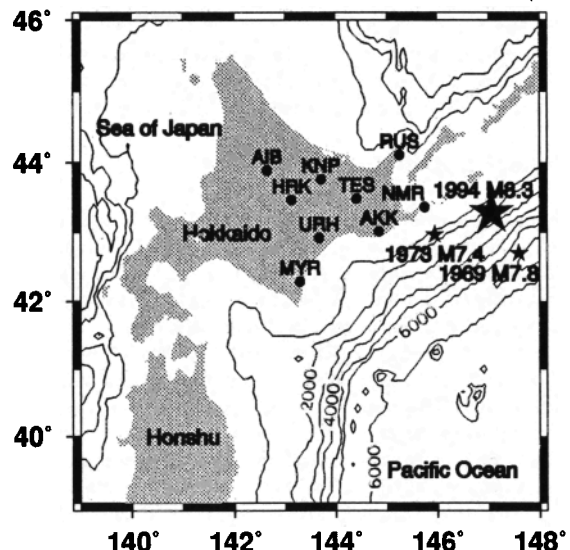 46°
Sea of Japan
RUS
44°
AIB
KNP
HRK
TES
NMR
1994 M8.3
Hokkaido
URH
AKK
1973 M7.4
MYR
1969 M7.8
42°
6000
2000
4000
40°
Honshu
6000
Pacific Ocean
140° 142° 144° 146° 148°